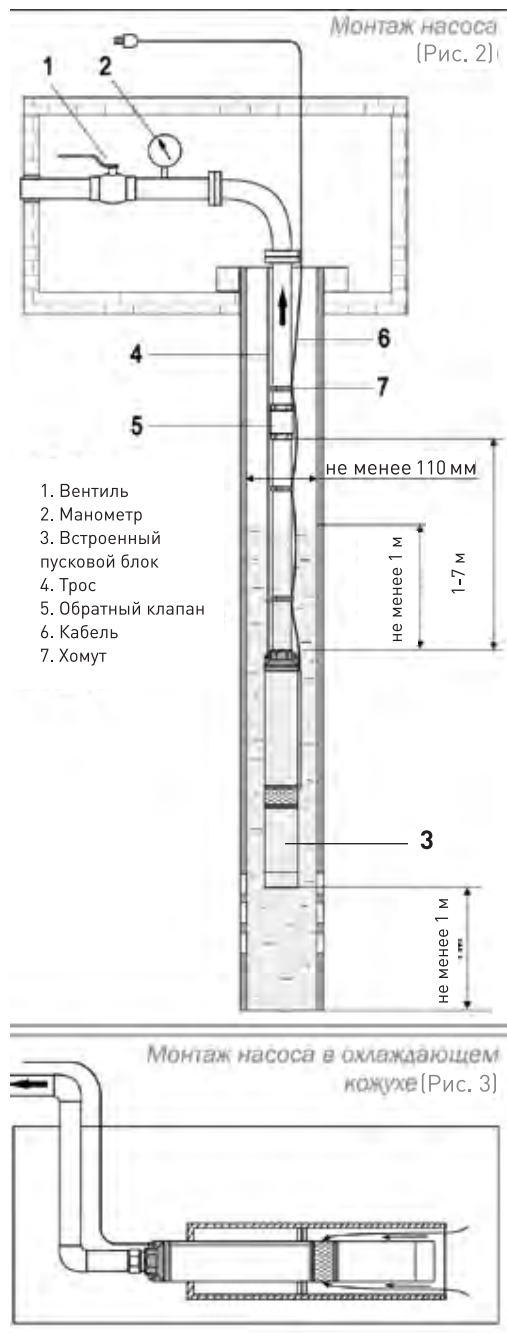 Монтаж насоса
(Рис. 2)
1
2
6
4
7
5
не менее 110 мм
1. Вентиль
2. Манометр
3. Встроенный
пусковой блок
4. Трос
5. Обратный клапан
6. Кабель
7. Хомут
не менее 1 м
1-7 м
3
не менее 1 м
Монтаж насоса в охлаждающем
кожухе (Рис. 3)